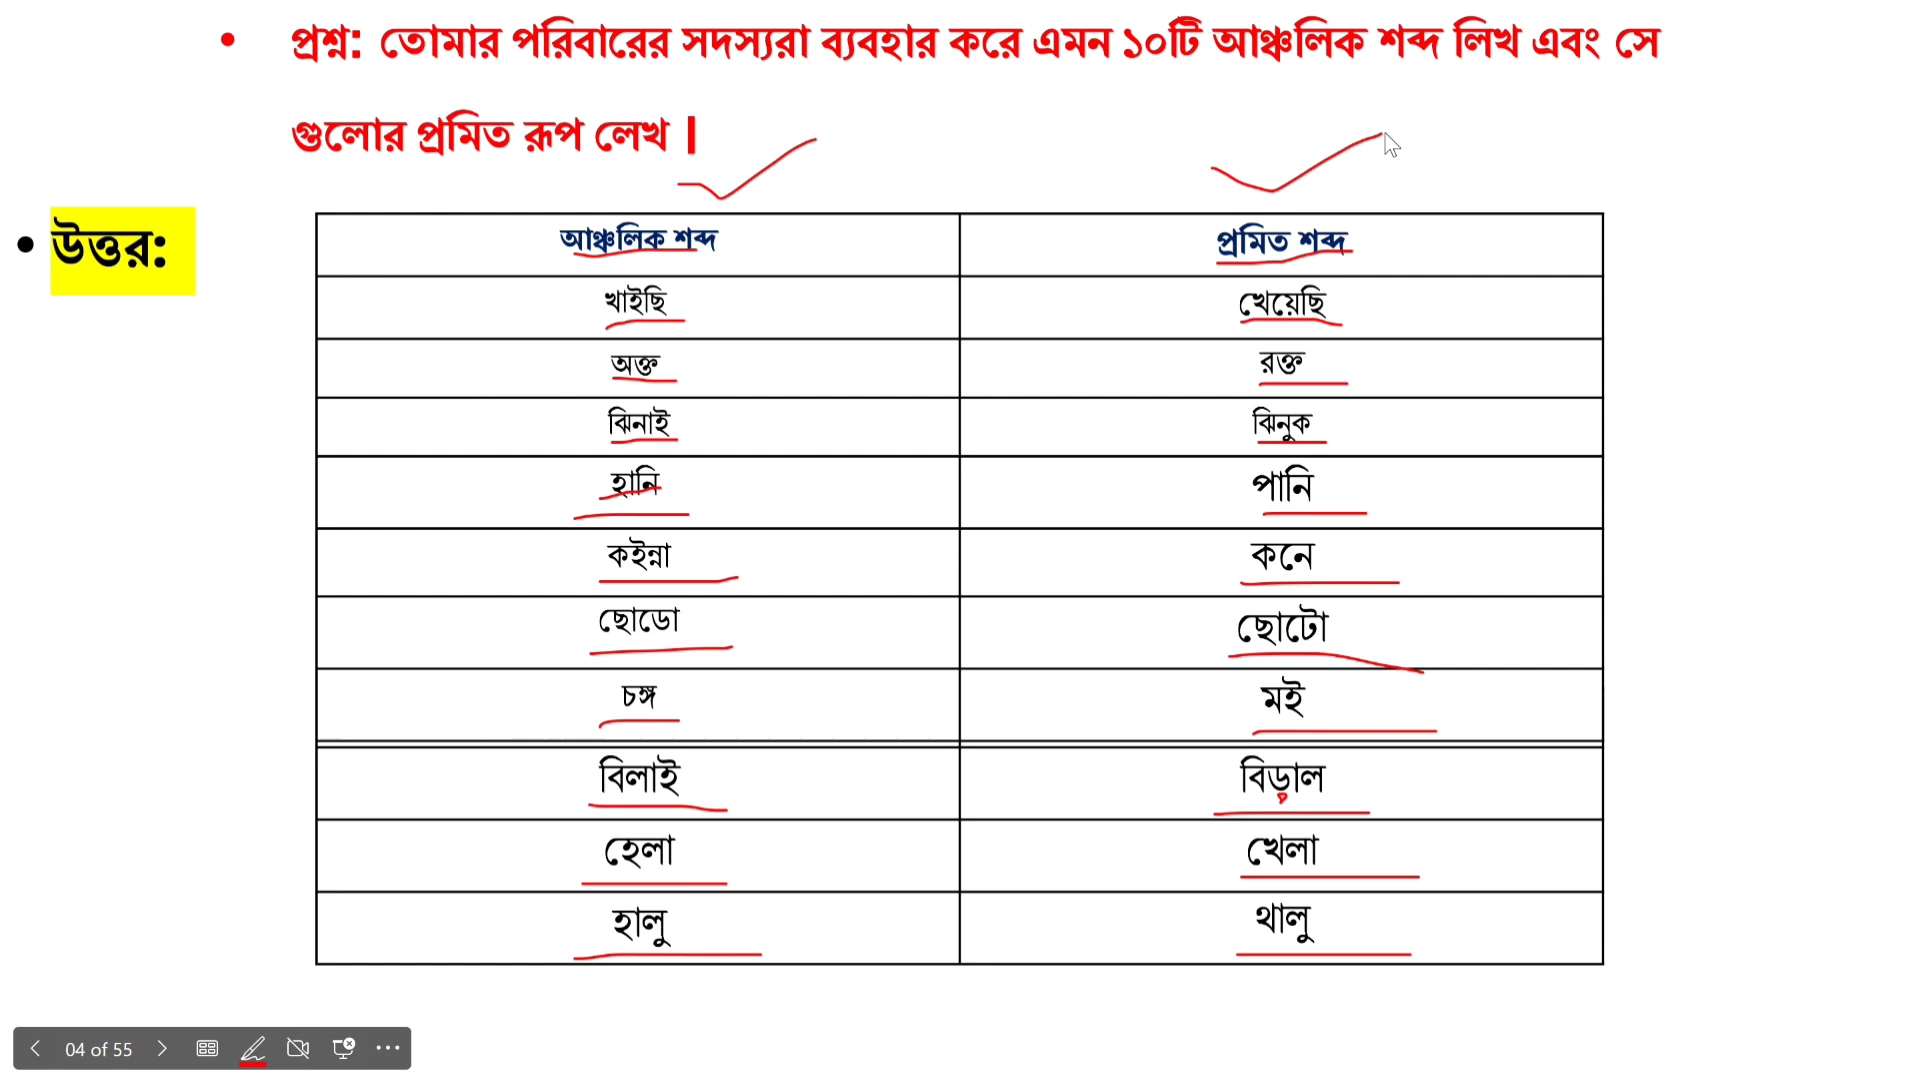 • প্রশ্ন: তোমার পরিবারের সদস্যরা ব্যবহার করে এমন ১০টি আঞ্চলিক শব্দ লিখ এবং সে
গুলোর প্রমিত রূপ লেখ |
• উত্তর:
আঞ্চলিক শব্দ প্রমিত শব্দ
খাইছি খেয়েছি
অক্ত রক্ত
ঝিনাই ঝিনুক
হানি পানি
কইন্না কনে
ছোডো ছোটো
চঙ্গ মই
বিলাই বিড়াল
হেলা খেলা
হালু থালু
04 of 55